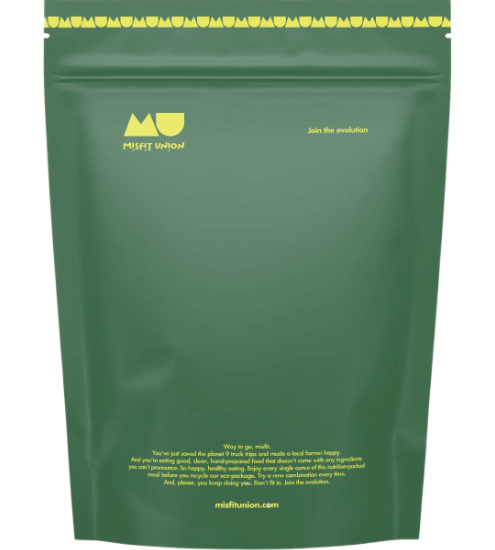 MU
MISFIT UNION
Join the evolution
Way to go, misfit.
You've just saved the planet 9 truck trips and made a local farmer happy.
And you're eating good, clean, hand-prepared food that doesn't come with any ingredients
you can't pronounce. So happy, healthy eating. Enjoy every single ounce of this nutrition-packed
meal before you recycle our eco-package. Try a new combination every time.
And, please, you keep doing you. Don't fit in. Join the evolution.
misfitunion.com